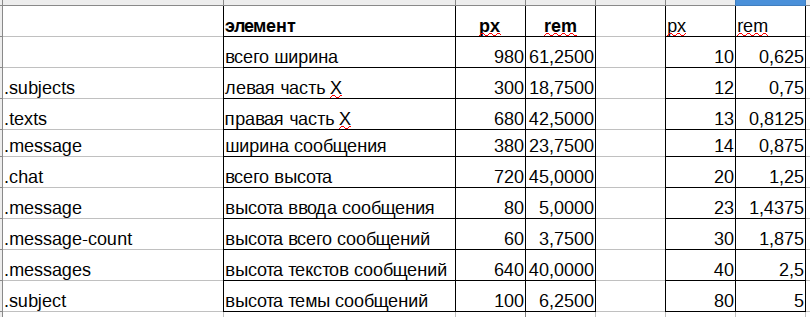 элемент px rem px rem
всего ширина 980 61,2500 10 0,625
.subjects левая часть X 300 18,7500 12 0,75
.texts правая часть X 680 42,5000 13 0,8125
.message ширина сообщения 380 23,7500 14 0,875
.chat всего высота 720 45,0000 20 1,25
.message высота ввода сообщения 80 5,0000 23 1,4375
.message-count высота всего сообщений 60 3,7500 30 1,875
.messages высота текстов сообщений 640 40,0000 40 2,5
.subject высота темы сообщений 100 6,2500 80 5